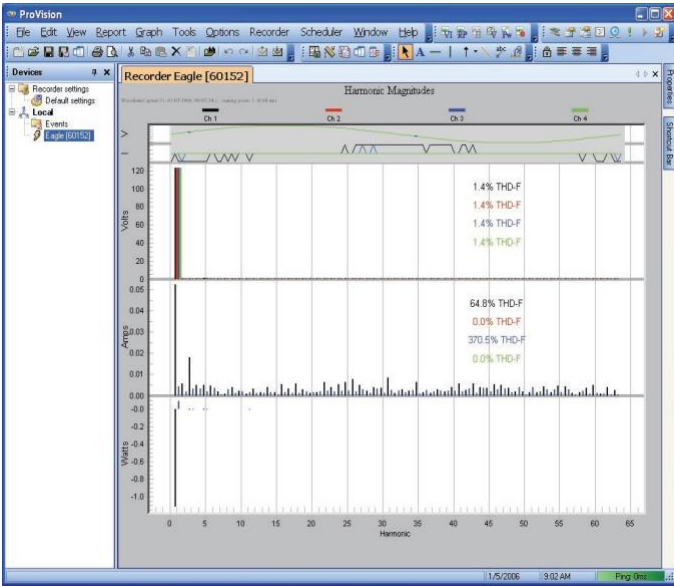 ProVision
File Edit View Report Graph Tools Options Recorder Scheduler Window Help
Devices
Recorder settings
Default settings
Local
Events
Eagle [60152]
Recorder Eagle [60152]
Harmonic Magnitudes
Ch 1 Ch 2 Ch 3 Ch 4
V
I
120
100
80
60
40
20
0
Volts
1.4% THD-F
1.4% THD-F
1.4% THD-F
1.4% THD-F
0.05
0.04
0.03
0.02
0.01
0.00
Amps
64.8% THD-F
0.0% THD-F
370.5% THD-F
0.0% THD-F
-0.0
-0.2
-0.4
-0.6
-0.8
-1.0
Watts
0 5 10 15 20 25 30 35 40 45 50 55 60 65
Harmonic
Properties
Shortcut Bar
1/5/2006 9:02 AM Ping: 0ms